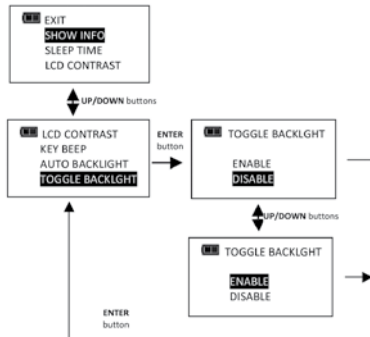 EXIT
SHOW INFO
SLEEP TIME
LCD CONTRAST
UP/DOWN buttons
LCD CONTRAST
KEY BEEP
AUTO BACKLIGHT
TOGGLE BACKLGHT
ENTER
button
TOGGLE BACKLGHT
ENABLE
DISABLE
UP/DOWN buttons
TOGGLE BACKLGHT
ENABLE
DISABLE
ENTER
button